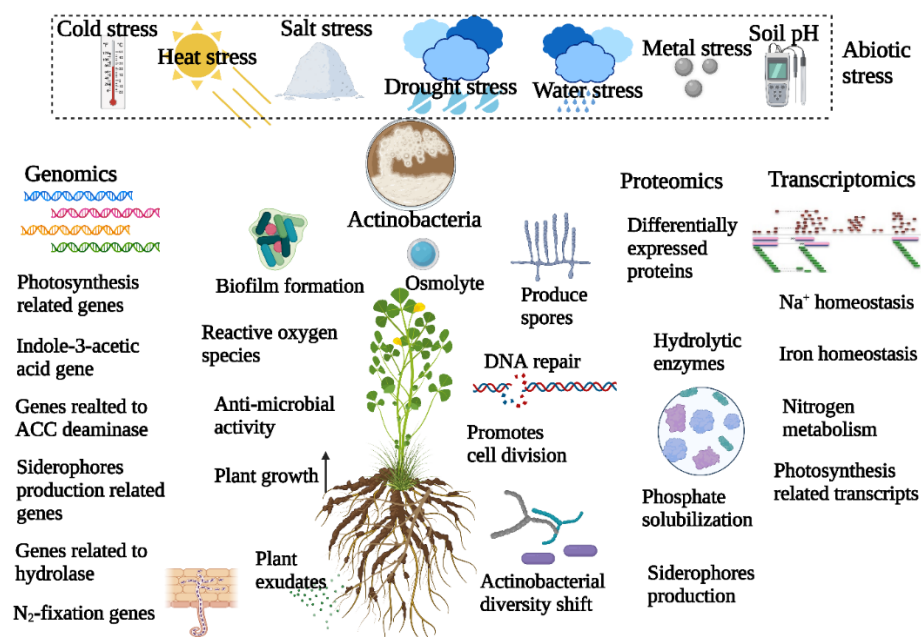 Cold stress
Heat stress
Salt stress
Drought stress
Water stress
Metal stress
Soil pH
Abiotic
stress
Actinobacteria
Genomics
Photosynthesis
related genes
Indole-3-acetic
acid gene
Genes realted to
ACC deaminase
Siderophores
production related
genes
Genes related to
hydrolase
N₂-fixation genes
Biofilm formation
Reactive oxygen
species
Anti-microbial
activity
Plant growth
Plant
exudates
Osmolyte
Produce
spores
DNA repair
Promotes
cell division
Actinobacterial
diversity shift
Proteomics
Differentially
expressed
proteins
Hydrolytic
enzymes
Phosphate
solubilization
Siderophores
production
Transcriptomics
Na⁺ homeostasis
Iron homeostasis
Nitrogen
metabolism
Photosynthesis
related transcripts